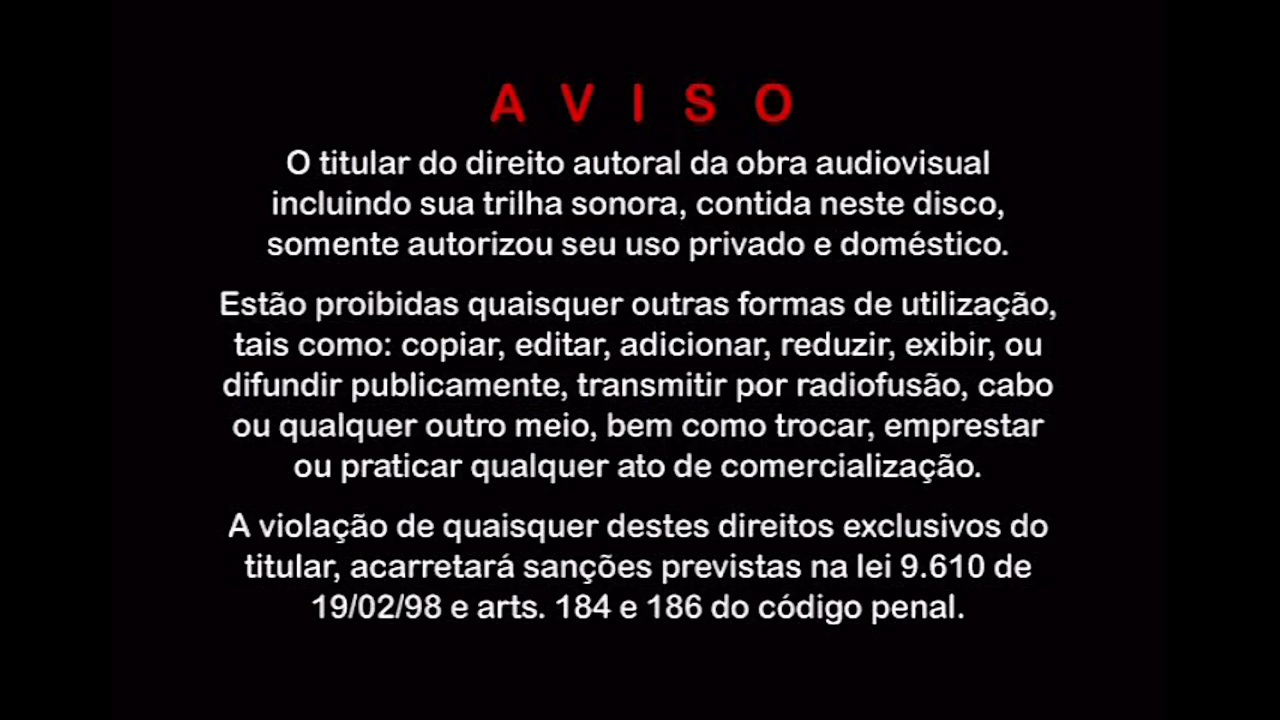 A V I S O
O titular do direito autoral da obra audiovisual
incluindo sua trilha sonora, contida neste disco,
somente autorizou seu uso privado e doméstico.
Estão proibidas quaisquer outras formas de utilização,
tais como: copiar, editar, adicionar, reduzir, exibir, ou
difundir publicamente, transmitir por radiofusão, cabo
ou qualquer outro meio, bem como trocar, emprestar
ou praticar qualquer ato de comercialização.
A violação de quaisquer destes direitos exclusivos do
titular, acarretará sanções previstas na lei 9.610 de
19/02/98 e arts. 184 e 186 do código penal.